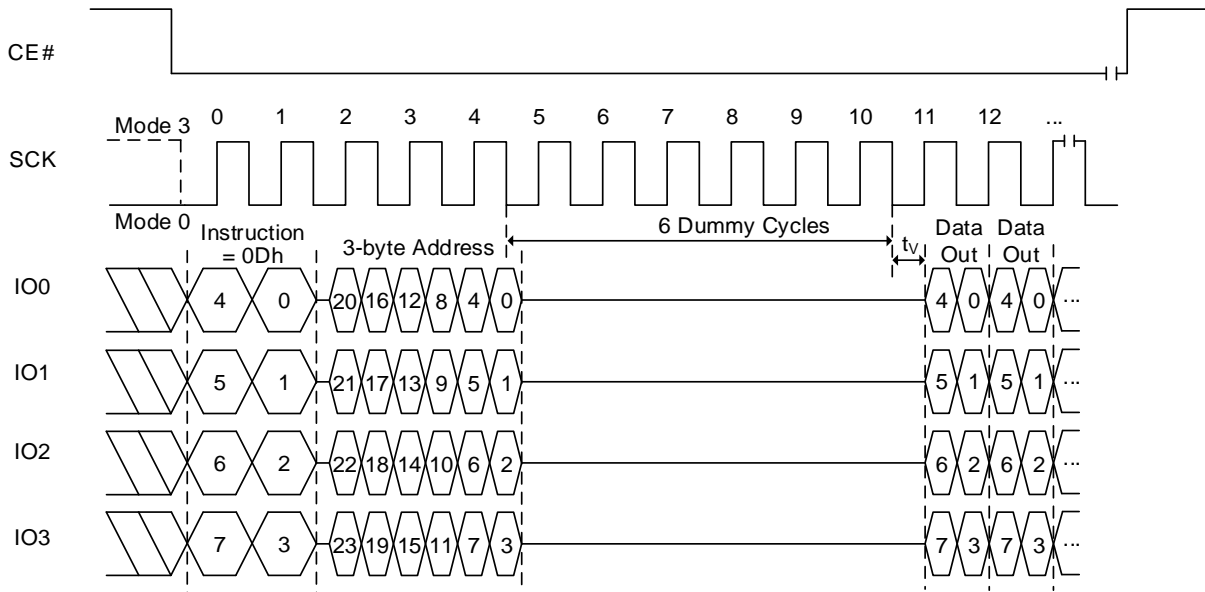 CE#
0 1 2 3 4 5 6 7 8 9 10 11 12 ...
Mode 3
SCK
Mode 0
Instruction
= 0Dh
3-byte Address
6 Dummy Cycles
tV
Data
Out
Data
Out
IO0 4 0 20 16 12 8 4 0 4 0 4 0 ...
IO1 5 1 21 17 13 9 5 1 5 1 5 1 ...
IO2 6 2 22 18 14 10 6 2 6 2 6 2 ...
IO3 7 3 23 19 15 11 7 3 7 3 7 3 ...